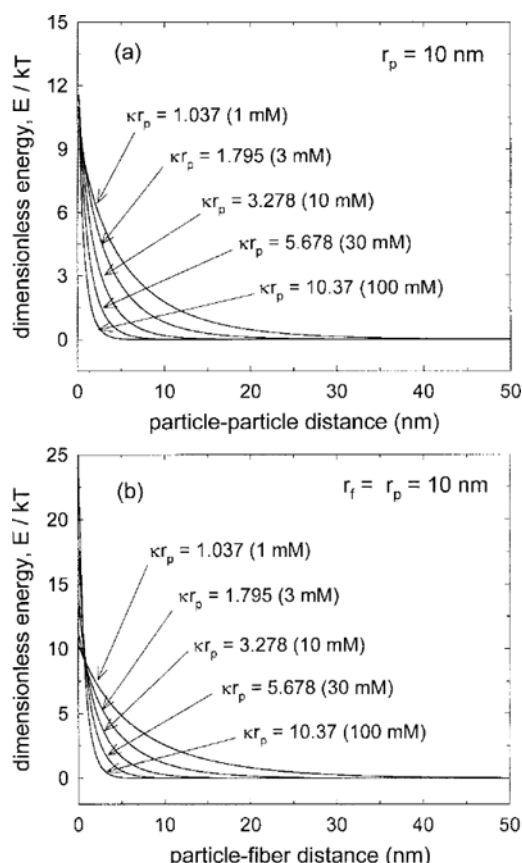 (a)
r_p = 10 nm
κr_p = 1.037 (1 mM)
κr_p = 1.795 (3 mM)
κr_p = 3.278 (10 mM)
κr_p = 5.678 (30 mM)
κr_p = 10.37 (100 mM)
dimensionless energy, E / kT
15
12
9
6
3
0
0 10 20 30 40 50
particle-particle distance (nm)
(b)
r_f = r_p = 10 nm
κr_p = 1.037 (1 mM)
κr_p = 1.795 (3 mM)
κr_p = 3.278 (10 mM)
κr_p = 5.678 (30 mM)
κr_p = 10.37 (100 mM)
dimensionless energy, E / kT
25
20
15
10
5
0
0 10 20 30 40 50
particle-fiber distance (nm)